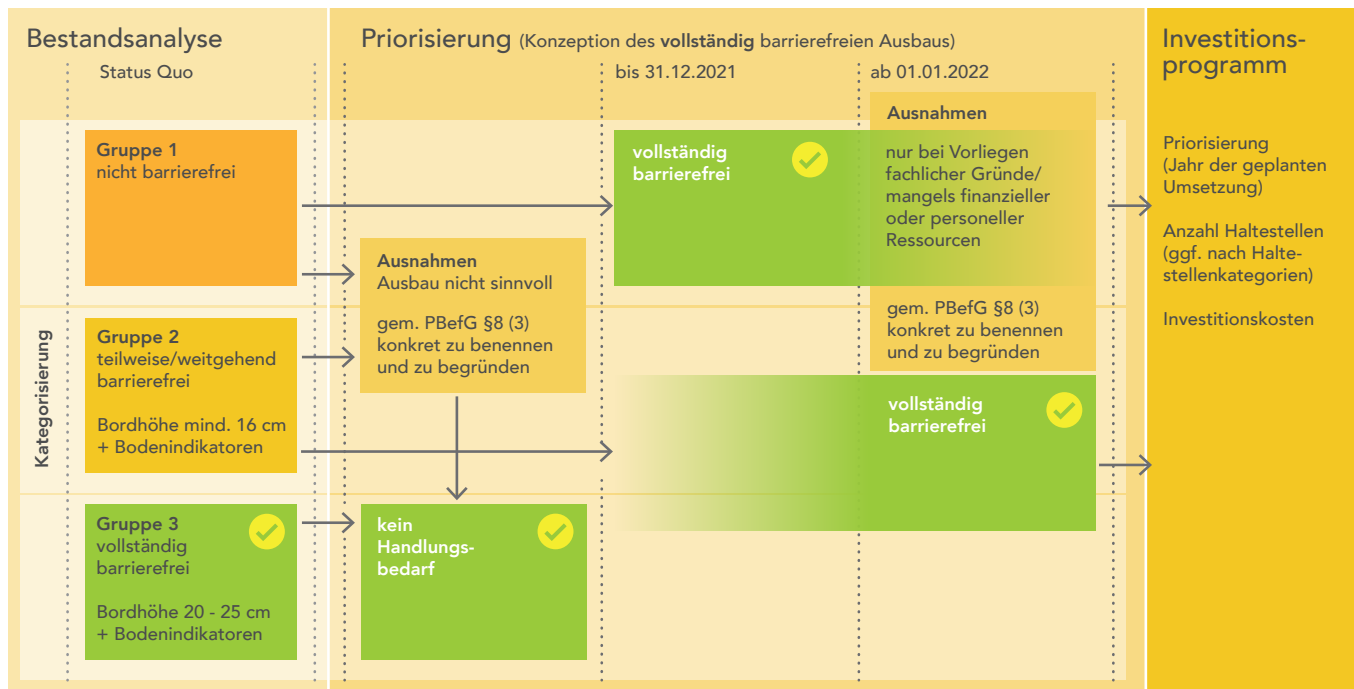 Bestandsanalyse
Status Quo
Priorisierung (Konzeption des vollständig barrierefreien Ausbaus)
bis 31.12.2021
ab 01.01.2022
Investitions-
programm
Kategorisierung
Gruppe 1
nicht barrierefrei
Gruppe 2
teilweise/weitgehend
barrierefrei
Bordhöhe mind. 16 cm
+ Bodenindikatoren
Gruppe 3
vollständig
barrierefrei
Bordhöhe 20 - 25 cm
+ Bodenindikatoren
Ausnahmen
Ausbau nicht sinnvoll
gem. PBefG §8 (3)
konkret zu benennen
und zu begründen
kein
Handlungs-
bedarf
vollständig
barrierefrei
Ausnahmen
nur bei Vorliegen
fachlicher Gründe/
mangels finanzieller
oder personeller
Ressourcen
gem. PBefG §8 (3)
konkret zu benennen
und zu begründen
vollständig
barrierefrei
Priorisierung
(Jahr der geplanten
Umsetzung)
Anzahl Haltestellen
(ggf. nach Halte-
stellenkategorien)
Investitionskosten